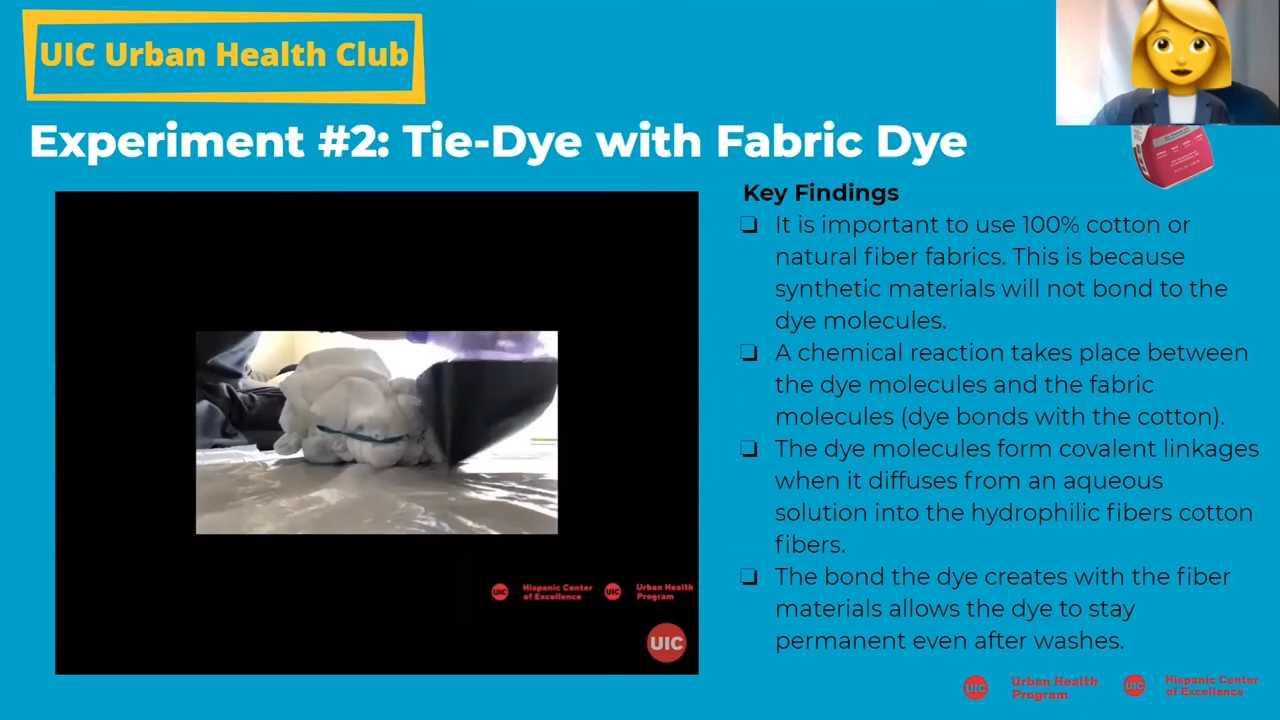 UIC Urban Health Club
Experiment #2: Tie-Dye with Fabric Dye
Key Findings
❏ It is important to use 100% cotton or
natural fiber fabrics. This is because
synthetic materials will not bond to the
dye molecules.
❏ A chemical reaction takes place between
the dye molecules and the fabric
molecules (dye bonds with the cotton).
❏ The dye molecules form covalent linkages
when it diffuses from an aqueous
solution into the hydrophilic fibers cotton
fibers.
❏ The bond the dye creates with the fiber
materials allows the dye to stay
permanent even after washes.
UIC Hispanic Center
of Excellence
UIC Urban Health
Program
UIC
UIC Urban Health
Program
UIC Hispanic Center
of Excellence